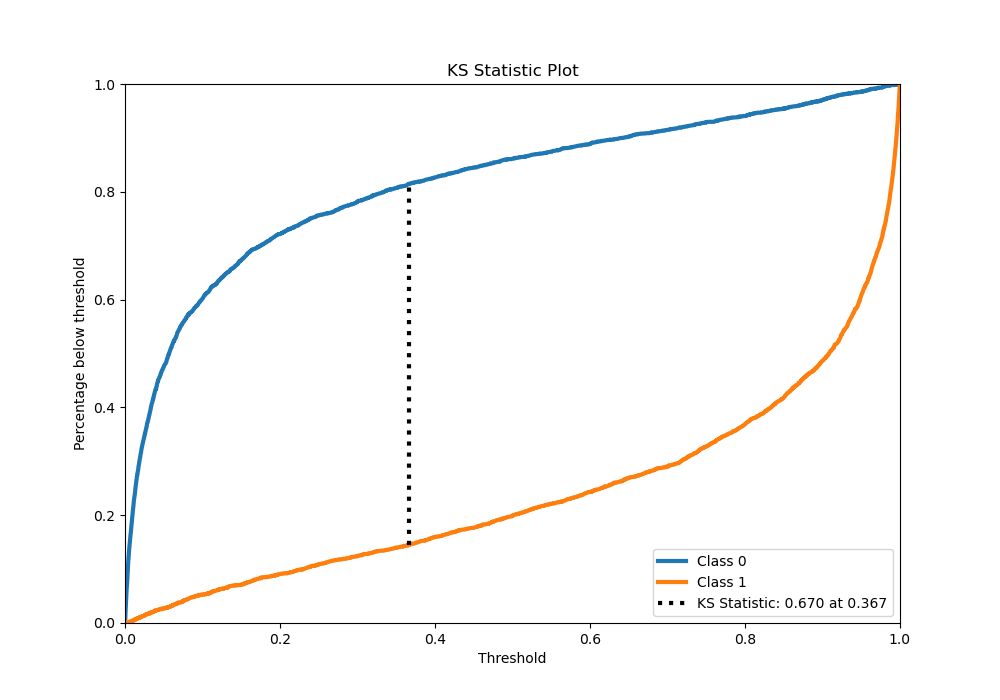 KS Statistic Plot
1.0
0.8
0.6
0.4
0.2
0.0
Percentage below threshold
0.0 0.2 0.4 0.6 0.8 1.0
Threshold
Class 0
Class 1
KS Statistic: 0.670 at 0.367